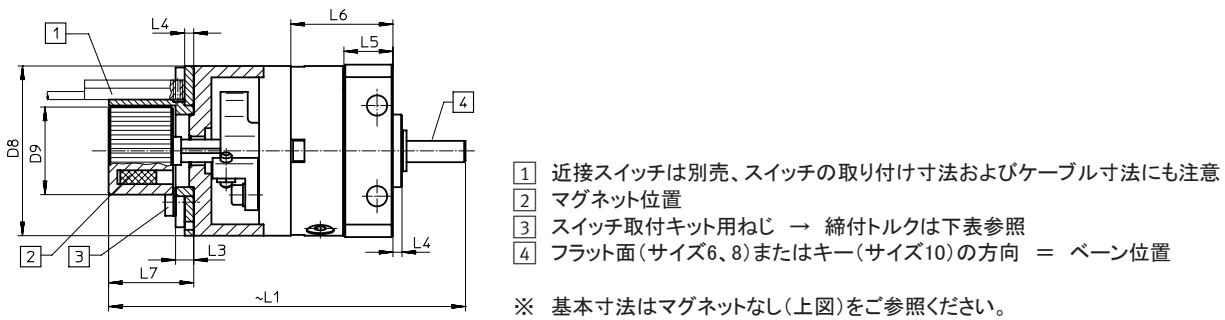 L6
L4
1
L5
4
D8
D9
2
3
L3
L4
L7
~L1
1 近接スイッチは別売、スイッチの取り付け寸法およびケーブル寸法にも注意
2 マグネット位置
3 スイッチ取付キット用ねじ → 締付トルクは下表参照
4 フラット面(サイズ6、8)またはキー(サイズ10)の方向 = ベーン位置
※ 基本寸法はマグネットなし(上図)をご参照ください。